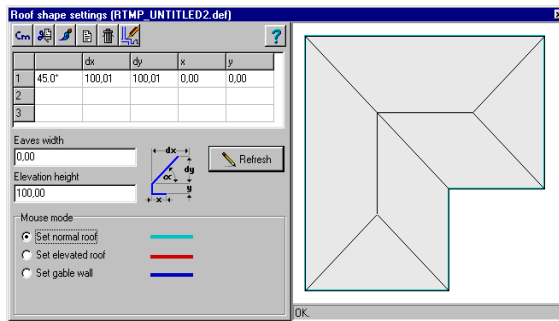 Roof shape settings (RTMP_UNTITLED2.def)
Cm ?
dx dy x y
1 45.0° 100,01 100,01 0,00 0,00
2
3
Eaves width
0,00
Elevation height
100,00
dx
dy
α
y
x
Refresh
Mouse mode
Set normal roof
Set elevated roof
Set gable wall
OK.